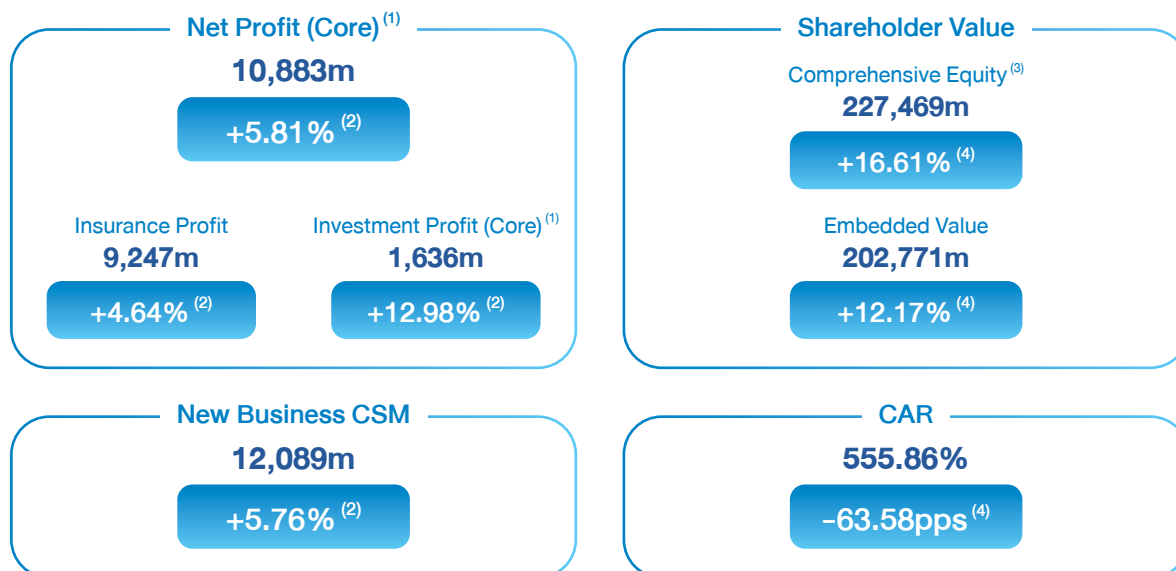 Net Profit (Core) (1)
10,883m
+5.81% (2)
Insurance Profit
9,247m
+4.64% (2)
Investment Profit (Core) (1)
1,636m
+12.98% (2)
Shareholder Value
Comprehensive Equity (3)
227,469m
+16.61% (4)
Embedded Value
202,771m
+12.17% (4)
New Business CSM
12,089m
+5.76% (2)
CAR
555.86%
-63.58pps (4)